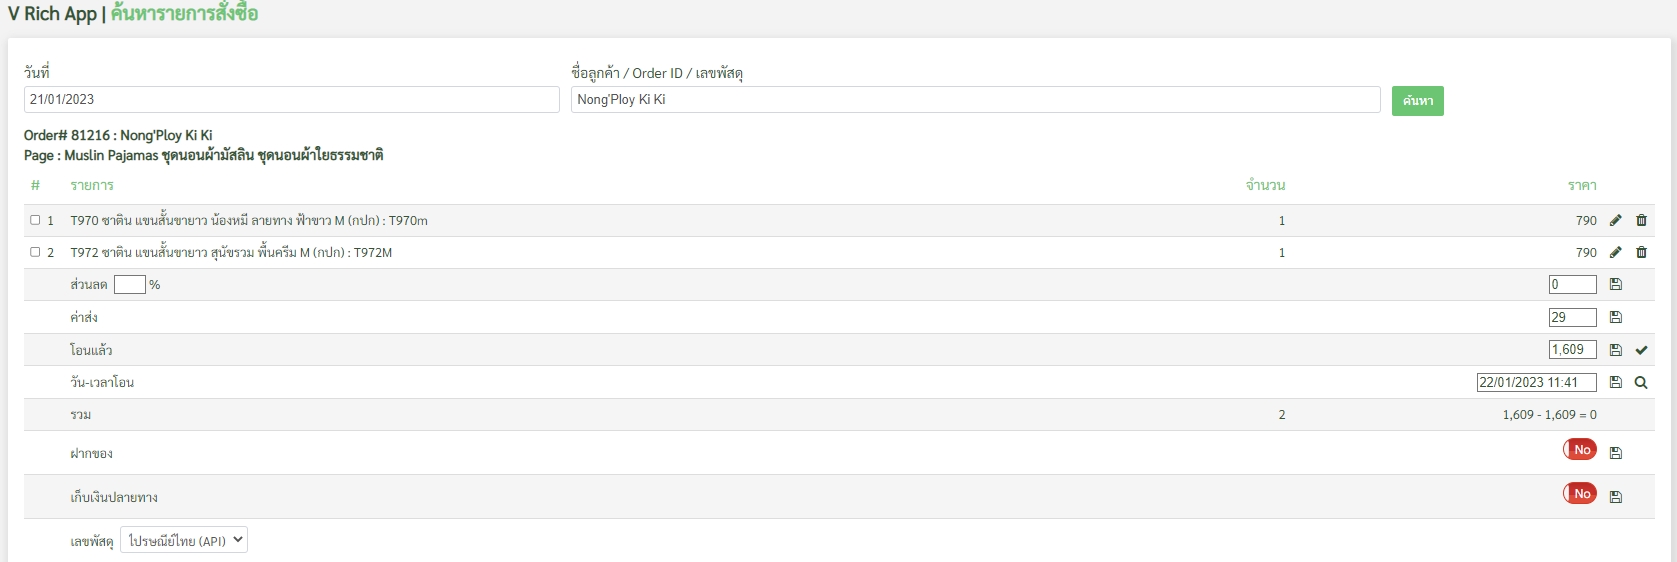 V Rich App | ค้นหารายการสั่งซื้อ
วันที่ ชื่อลูกค้า / Order ID / เลขพัสดุ
21/01/2023 Nong'Ploy Ki Ki ค้นหา
Order# 81216 : Nong'Ploy Ki Ki
Page : Muslin Pajamas ชุดนอนผ้ามัสลิน ชุดนอนผ้าใยธรรมชาติ
# รายการ จำนวน ราคา
1 T970 ซาติน แขนสั้นขายาว น้องหมี ลายทาง ฟ้าขาว M (กปก) : T970m 1 790
2 T972 ซาติน แขนสั้นขายาว สุนัขรวม พื้นครีม M (กปก) : T972M 1 790
ส่วนลด % 0
ค่าส่ง 29
โอนแล้ว 1,609
วัน-เวลาโอน 22/01/2023 11:41
รวม 2 1,609 - 1,609 = 0
ฝากของ No
เก็บเงินปลายทาง No
เลขพัสดุ ไปรษณีย์ไทย (API)